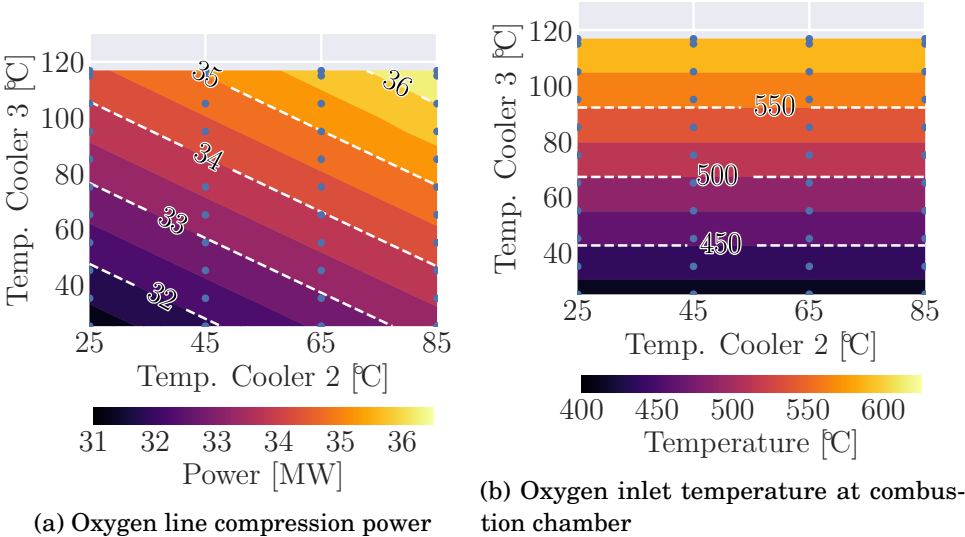 Temp. Cooler 3 [°C]
120
100
80
60
40
35
36
34
33
32
25 45 65 85
Temp. Cooler 2 [°C]
31 32 33 34 35 36
Power [MW]
(a) Oxygen line compression power
Temp. Cooler 3 [°C]
120
100
80
60
40
550
500
450
25 45 65 85
Temp. Cooler 2 [°C]
400 450 500 550 600
Temperature [°C]
(b) Oxygen inlet temperature at combus-
tion chamber